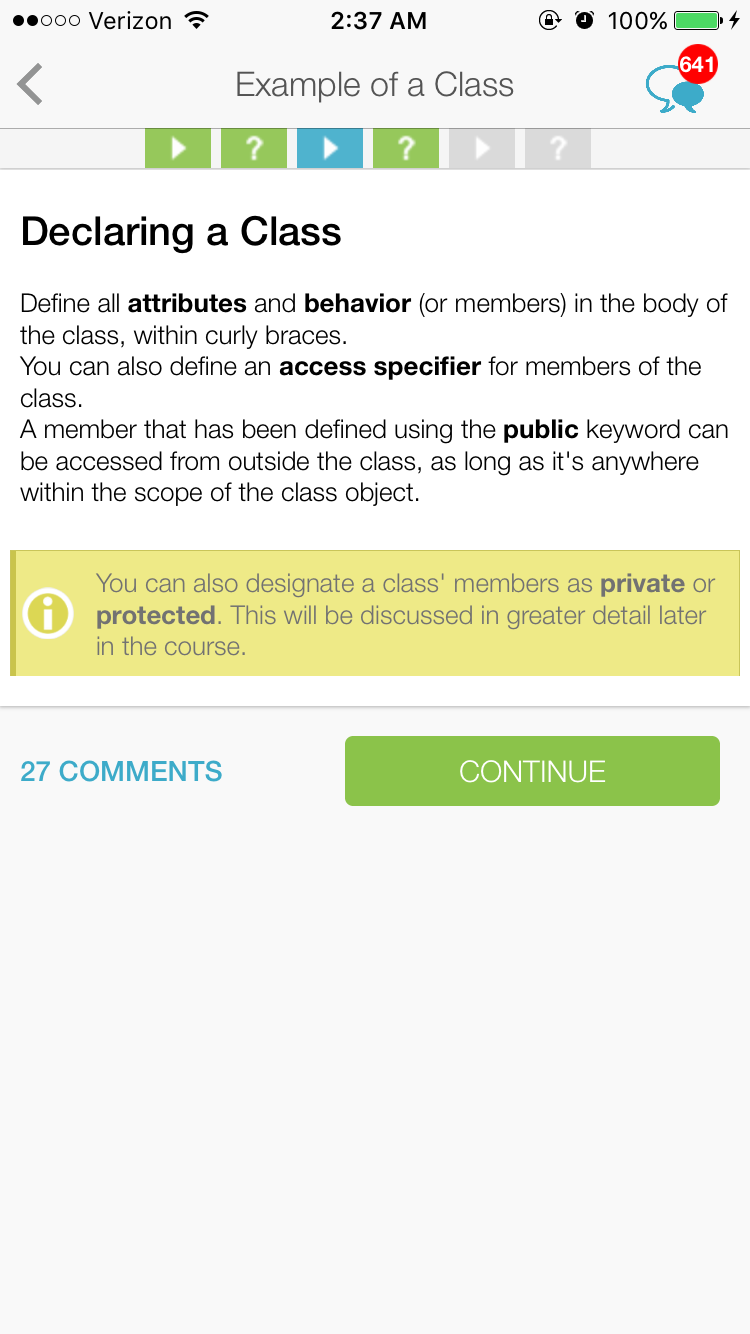 Verizon 2:37 AM 100%
Example of a Class 641
? ? ?
Declaring a Class
Define all attributes and behavior (or members) in the body of
the class, within curly braces.
You can also define an access specifier for members of the
class.
A member that has been defined using the public keyword can
be accessed from outside the class, as long as it's anywhere
within the scope of the class object.
You can also designate a class' members as private or
protected. This will be discussed in greater detail later
in the course.
27 COMMENTS CONTINUE